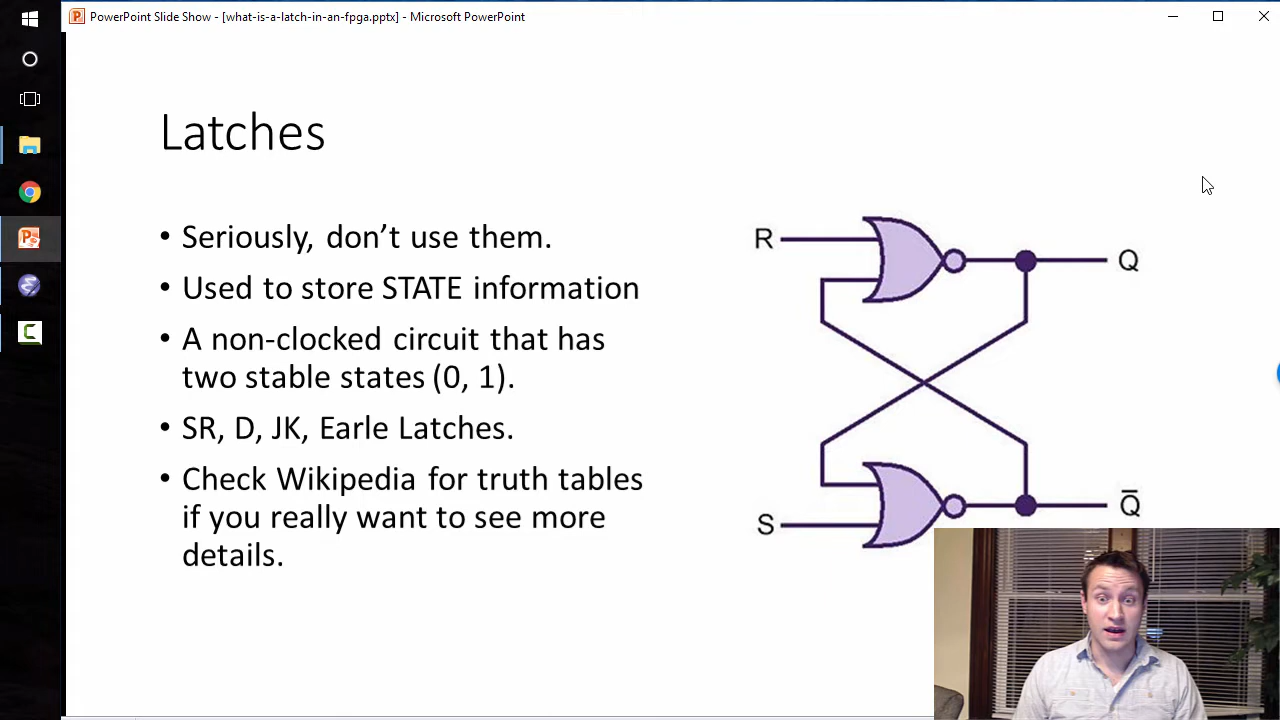 PowerPoint Slide Show - [what-is-a-latch-in-an-fpga.pptx] - Microsoft PowerPoint
Latches
• Seriously, don’t use them.
• Used to store STATE information
• A non-clocked circuit that has
two stable states (0, 1).
• SR, D, JK, Earle Latches.
• Check Wikipedia for truth tables
if you really want to see more
details.
R
Q
S
Q̅